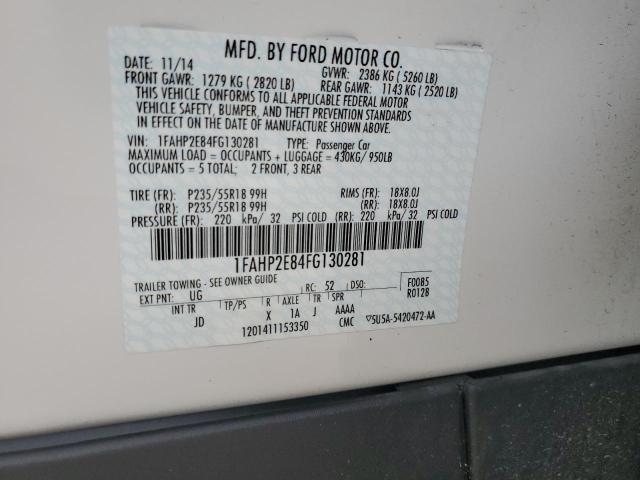 MFD. BY FORD MOTOR CO.
DATE: 11/14 GVWR: 2386 KG ( 5260 LB)
FRONT GAWR: 1279 KG ( 2820 LB) REAR GAWR: 1143 KG ( 2520 LB)
THIS VEHICLE CONFORMS TO ALL APPLICABLE FEDERAL MOTOR
VEHICLE SAFETY, BUMPER, AND THEFT PREVENTION STANDARDS
IN EFFECT ON THE DATE OF MANUFACTURE SHOWN ABOVE.
VIN: 1FAHP2E84FG130281 TYPE: Passenger Car
MAXIMUM LOAD = OCCUPANTS + LUGGAGE = 430KG/ 950LB
OCCUPANTS = 5 TOTAL; 2 FRONT, 3 REAR
TIRE (FR): P235/55R18 99H RIMS (FR): 18X8.0J
(RR): P235/55R18 99H (RR): 18X8.0J
PRESSURE (FR): 220 kPa/ 32 PSI COLD (RR): 220 kPa/ 32 PSI COLD
1FAHP2E84FG130281
TRAILER TOWING - SEE OWNER GUIDE
EXT PNT: UG RC: 52 DSO: F0085
R0128
INT TR TP/PS R AXLE TR SPR
JD X 1A J AAAA
1201411153350 CMC ▽5U5A-5420472-AA